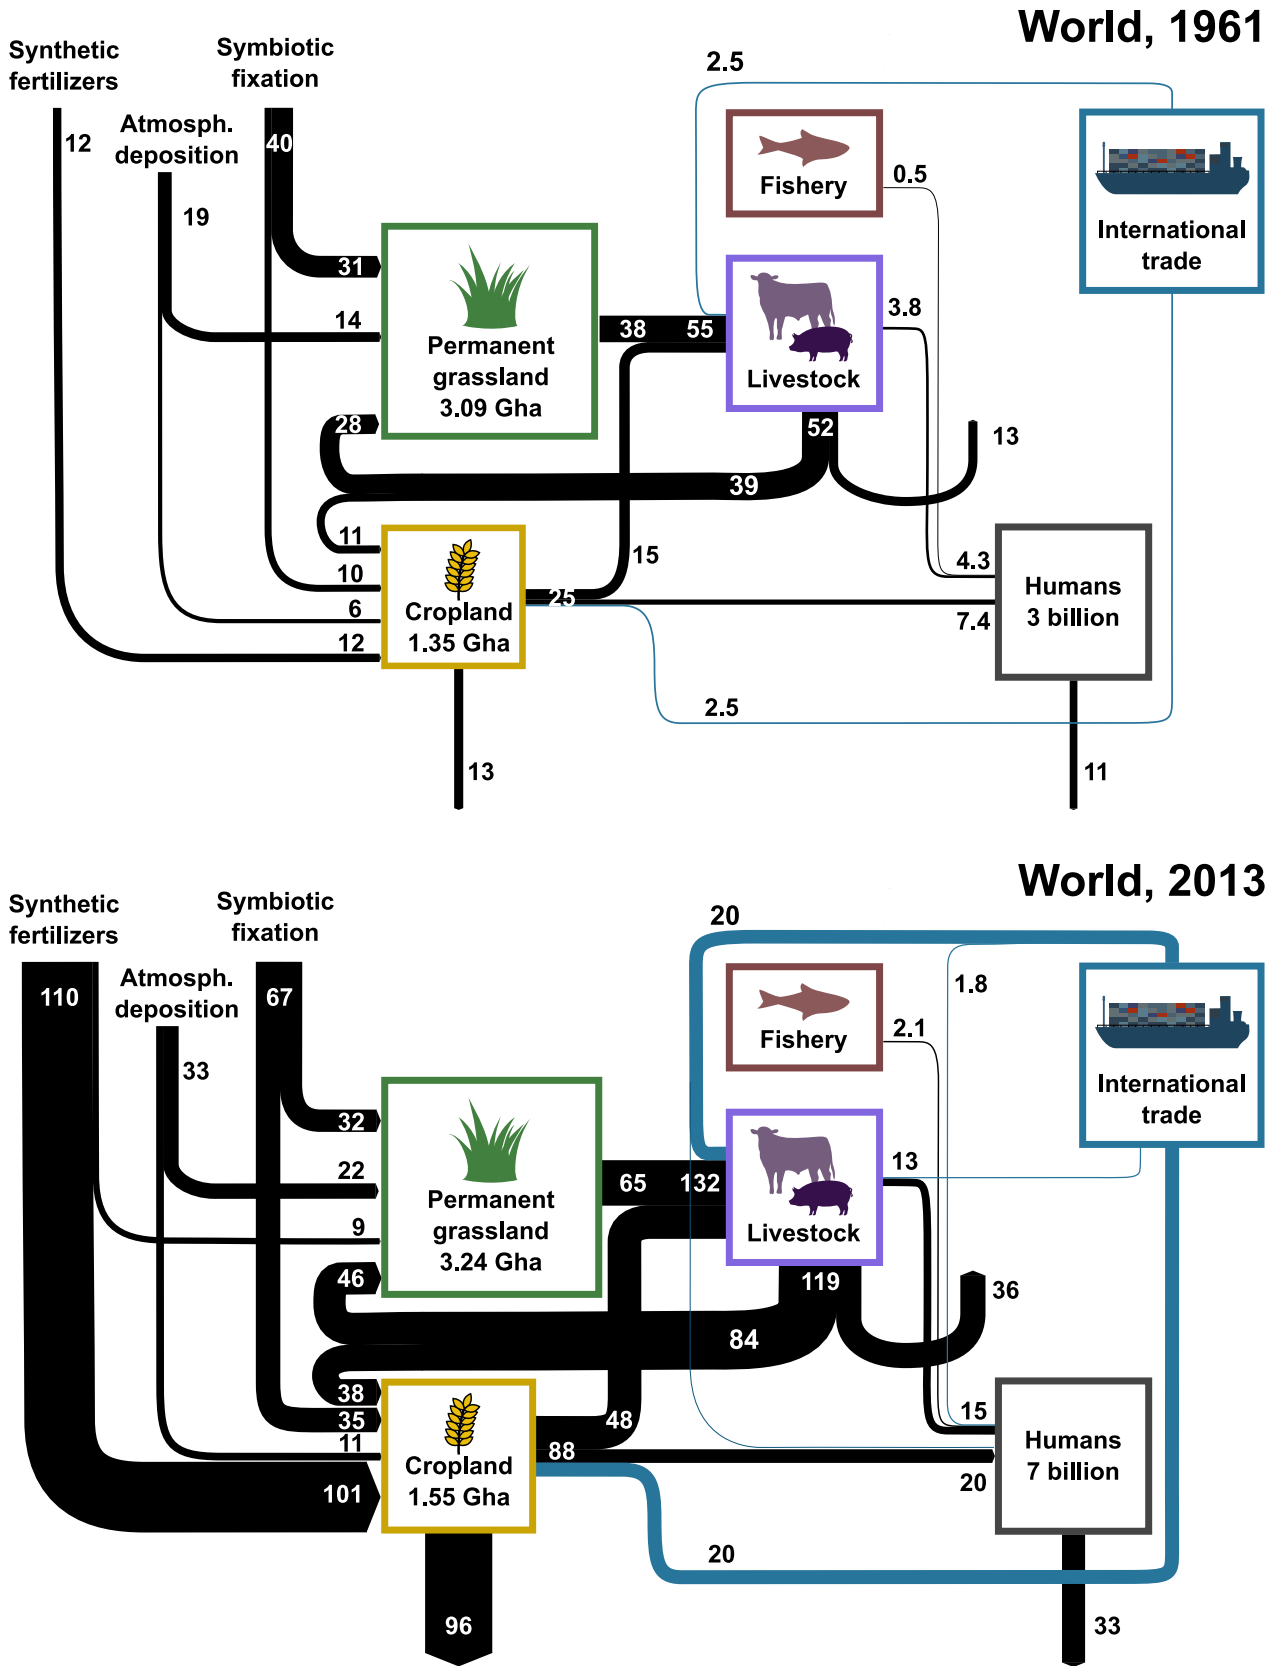 World, 1961
Synthetic
fertilizers
Symbiotic
fixation
2.5
12
Atmosph.
deposition
40
Fishery
0.5
19
International
trade
31
14
38
55
3.8
Permanent
grassland
3.09 Gha
Livestock
28
52
13
39
11
10
15
4.3
6
Cropland
1.35 Gha
25
Humans
3 billion
12
7.4
2.5
13
11
World, 2013
Synthetic
fertilizers
Symbiotic
fixation
20
110
Atmosph.
deposition
67
1.8
Fishery
2.1
33
International
trade
32
22
65
132
13
Permanent
grassland
3.24 Gha
9
Livestock
46
119
36
84
38
35
48
15
11
88
Cropland
1.55 Gha
Humans
7 billion
101
20
20
96
33